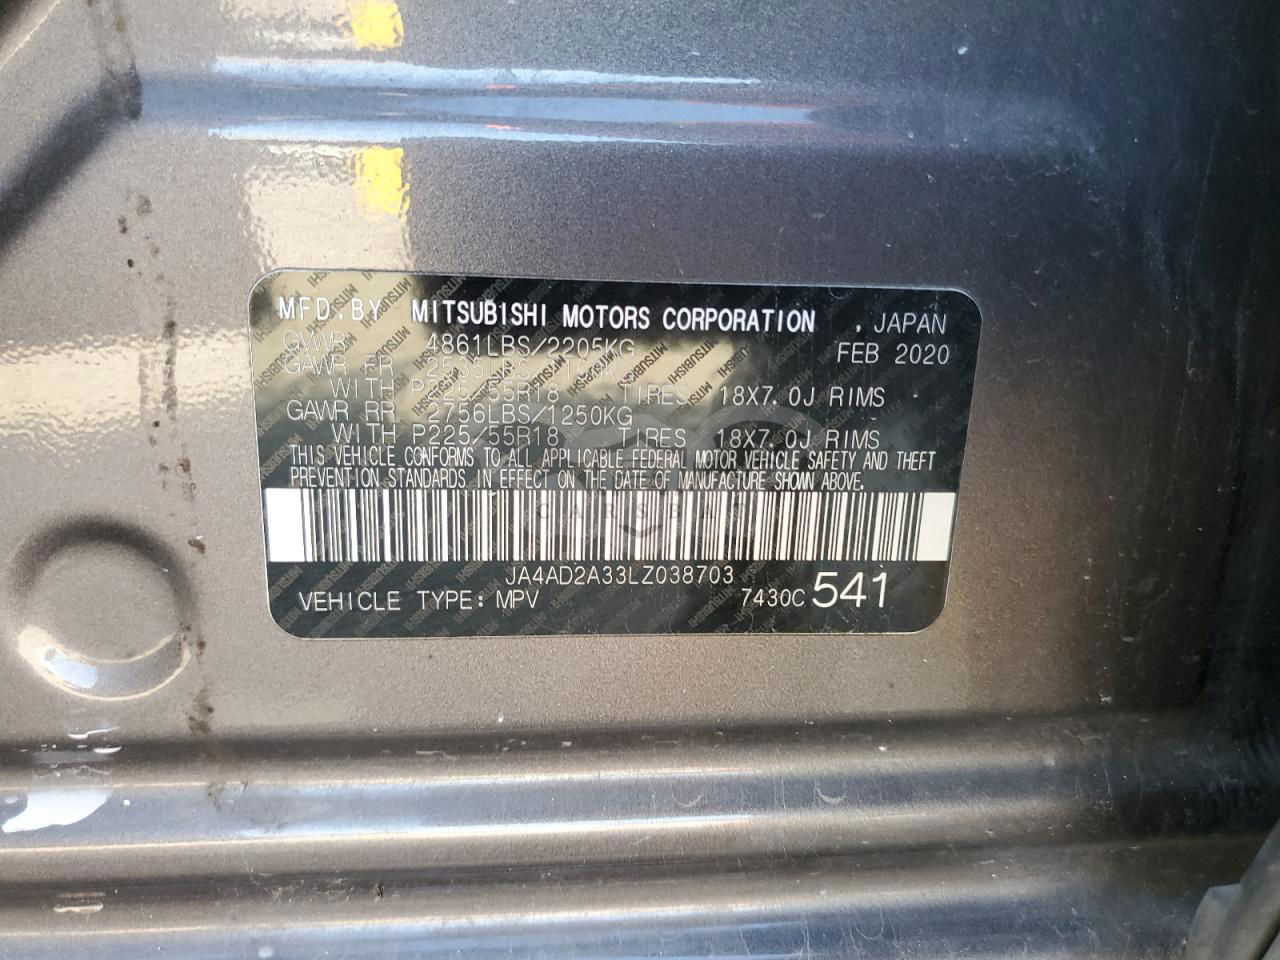 MFD.BY MITSUBISHI MOTORS CORPORATION , JAPAN
GVWR 4861LBS/2205KG FEB 2020
GAWR FR
WITH P225/55R18 TIRES 18X7.0J RIMS
GAWR RR 2756LBS/1250KG
WITH P225/55R18 TIRES 18X7.0J RIMS
THIS VEHICLE CONFORMS TO ALL APPLICABLE FEDERAL MOTOR VEHICLE SAFETY AND THEFT
PREVENTION STANDARDS IN EFFECT ON THE DATE OF MANUFACTURE SHOWN ABOVE.
JA4AD2A33LZ038703
VEHICLE TYPE: MPV 7430C 541